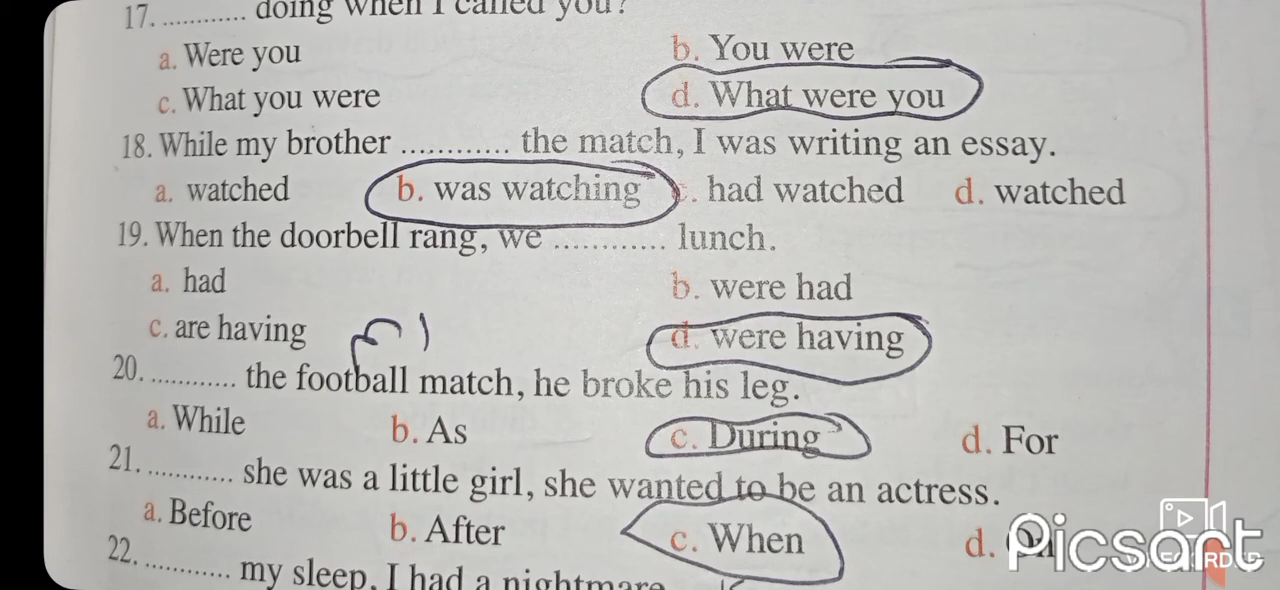 17. ............ doing when I called you?
a. Were you b. You were
c. What you were d. What were you
18. While my brother ............ the match, I was writing an essay.
a. watched b. was watching c. had watched d. watched
19. When the doorbell rang, we ............ lunch.
a. had b. were had
c. are having d. were having
20. ............ the football match, he broke his leg.
a. While b. As c. During d. For
21. ............ she was a little girl, she wanted to be an actress.
a. Before b. After c. When d.
22. ............ my sleep, I had a nightmare
Picsart